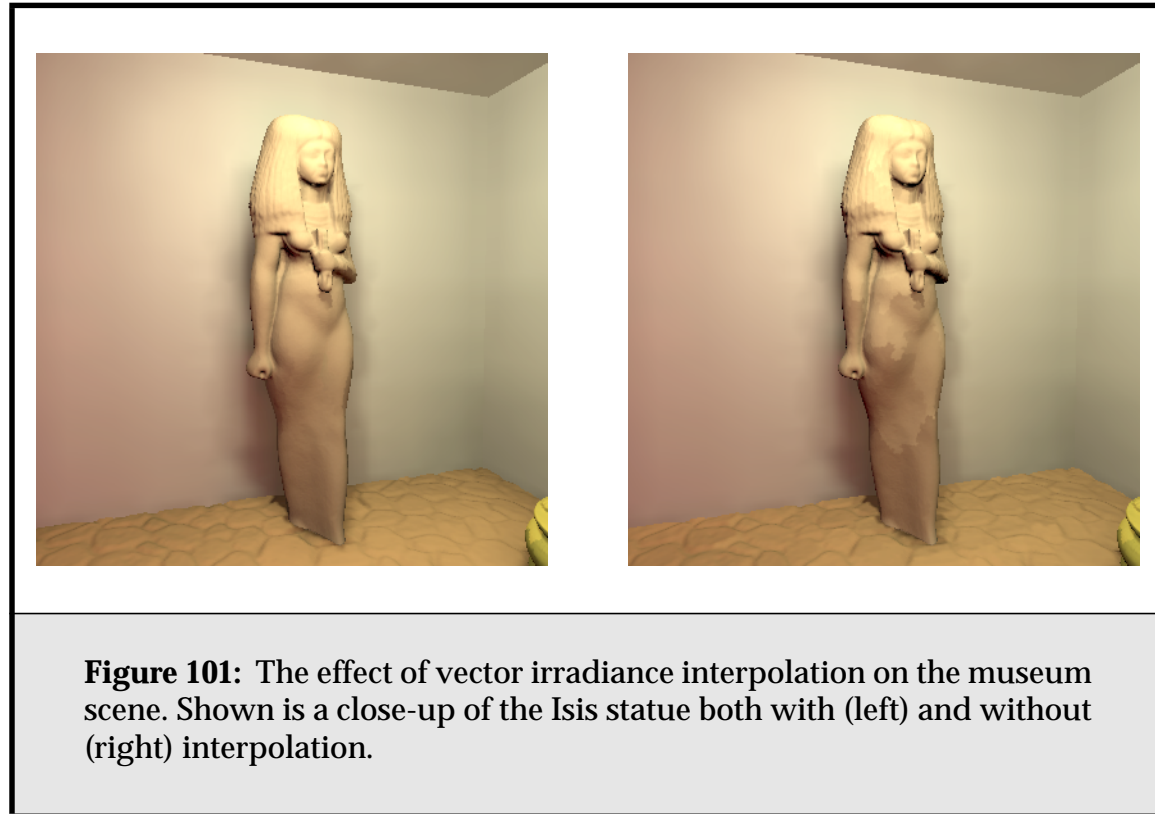 Figure 101: The effect of vector irradiance interpolation on the museum
scene. Shown is a close-up of the Isis statue both with (left) and without
(right) interpolation.